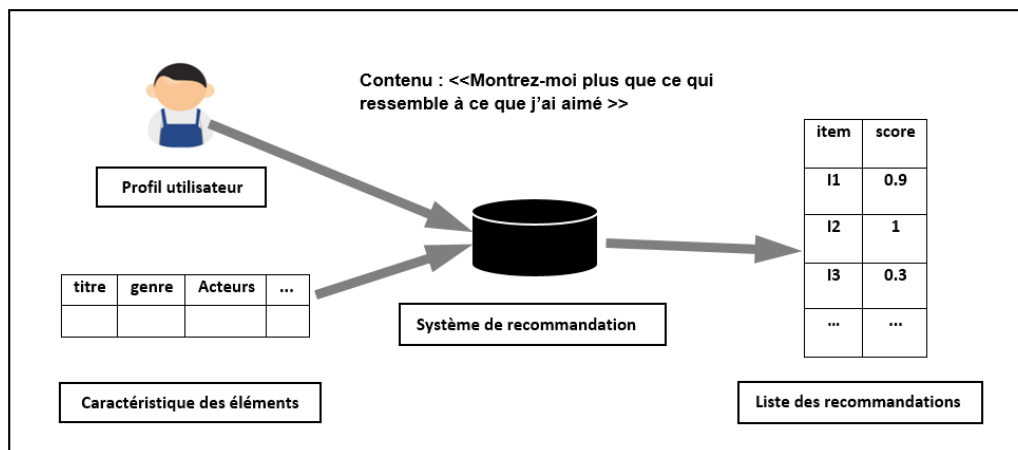 Contenu : <<Montrez-moi plus que ce qui
ressemble à ce que j'ai aimé >>
Profil utilisateur
titre genre Acteurs ...
Caractéristique des éléments
Système de recommandation
item score
I1 0.9
I2 1
I3 0.3
... ...
Liste des recommandations